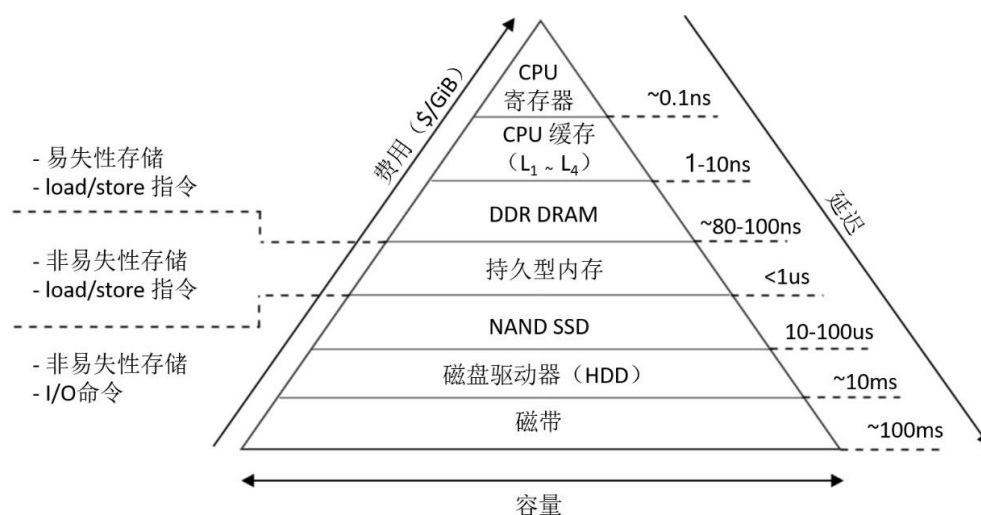 CPU
寄存器
~0.1ns
费用（$/GiB）
CPU 缓存
（L₁ ~ L₄）
1-10ns
- 易失性存储
- load/store 指令
DDR DRAM
~80-100ns
延迟
- 非易失性存储
- load/store 指令
持久型内存
<1us
NAND SSD
10-100us
- 非易失性存储
- I/O命令
磁盘驱动器（HDD）
~10ms
磁带
~100ms
容量